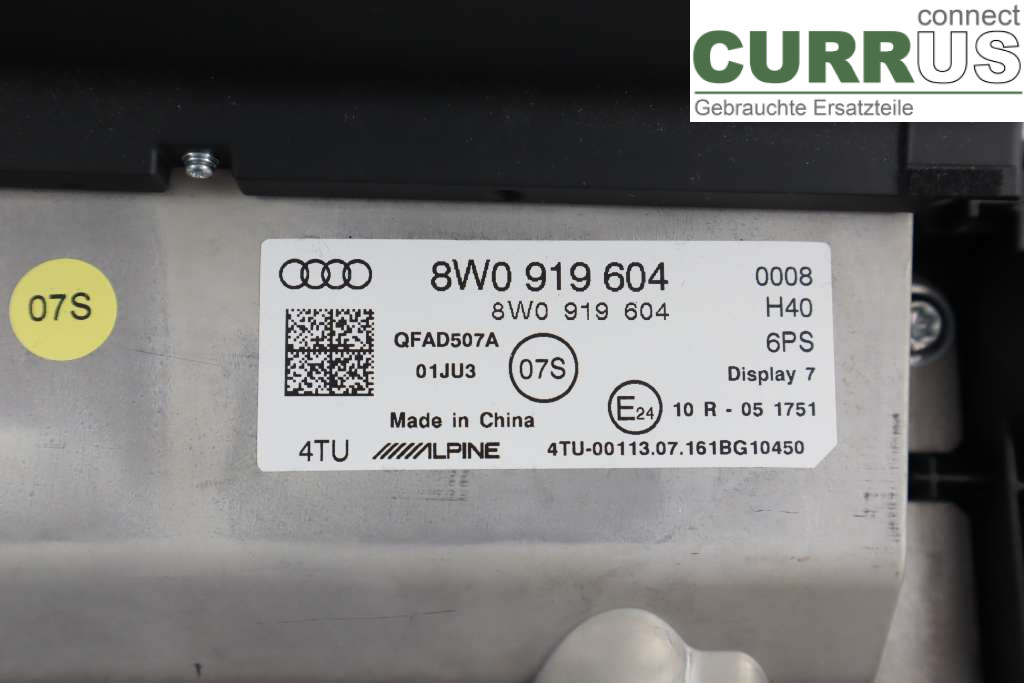 connect
CURRUS
Gebrauchte Ersatzteile
07S
8W0 919 604
0008
8W0 919 604
H40
QFAD507A
6PS
01JU3
07S
Display 7
E24
10 R - 05 1751
Made in China
4TU
ALPINE
4TU-00113.07.161BG10450